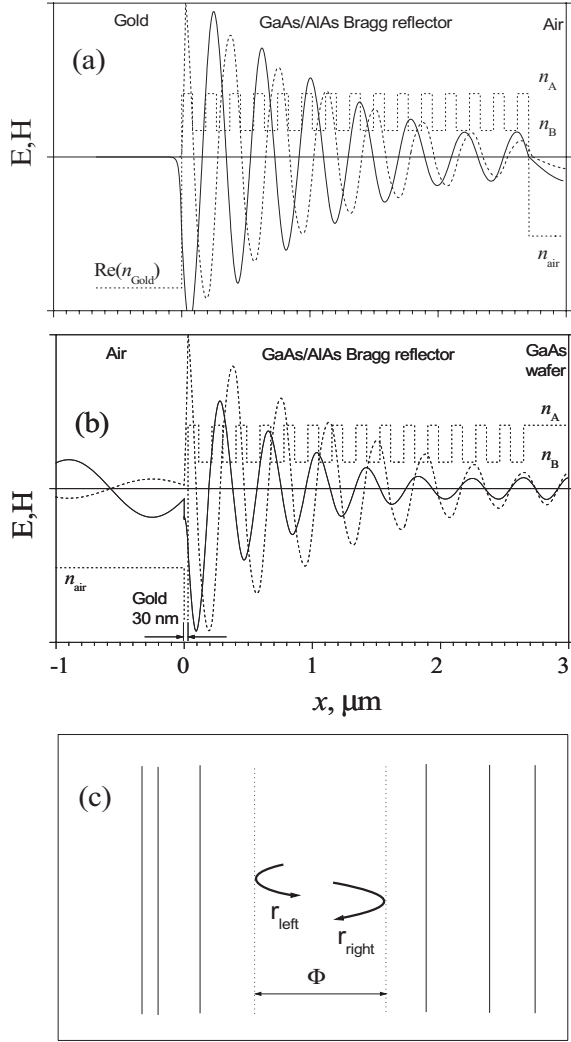 Gold GaAs/AlAs Bragg reflector Air
(a)
n_A
n_B
E,H
Re(n_Gold)
n_air
Air GaAs/AlAs Bragg reflector GaAs
wafer
(b)
n_A
n_B
E,H
n_air
Gold
30 nm
-1 0 1 2 3
x, μm
(c)
r_left
r_right
Φ